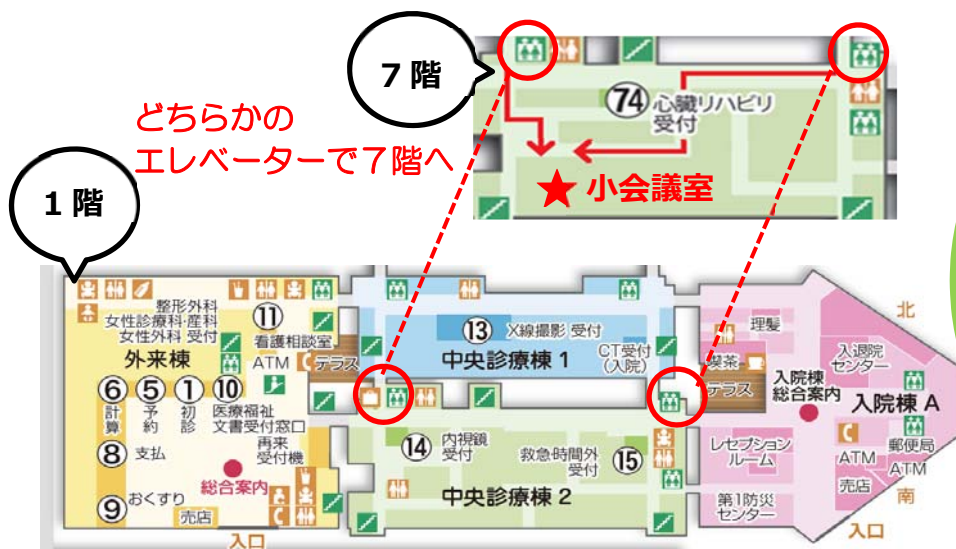 7階
74 心臓リハビリ
受付
どちらかの
エレベーターで7階へ
★ 小会議室
1階
整形外科
女性診療科・産科
女性外科 受付
11
看護相談室
外来棟
ATM
テラス
6 計算
5 予約
1 初診
10 医療福祉
文書受付窓口
再来
受付機
8 支払
総合案内
9 おくすり
売店
入口
13 X線撮影 受付
CT受付
(入院)
中央診療棟 1
14 内視鏡
受付
救急・時間外
受付 15
中央診療棟 2
理髪
喫茶
テラス
入院棟
総合案内
入退院
センター
入院棟 A
レセプション
ルーム
ATM
郵便局
ATM
売店
第1防災
センター
入口
北
南